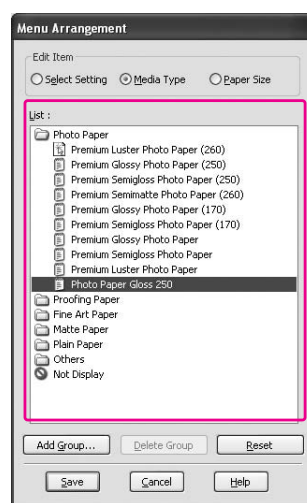 Menu Arrangement
Edit Item
Select Setting Media Type Paper Size
List :
Photo Paper
Premium Luster Photo Paper (260)
Premium Glossy Photo Paper (250)
Premium Semigloss Photo Paper (250)
Premium Semimatte Photo Paper (260)
Premium Glossy Photo Paper (170)
Premium Semigloss Photo Paper (170)
Premium Glossy Photo Paper
Premium Semigloss Photo Paper
Premium Luster Photo Paper
Photo Paper Gloss 250
Proofing Paper
Fine Art Paper
Matte Paper
Plain Paper
Others
Not Display
Add Group... Delete Group Reset
Save Cancel Help